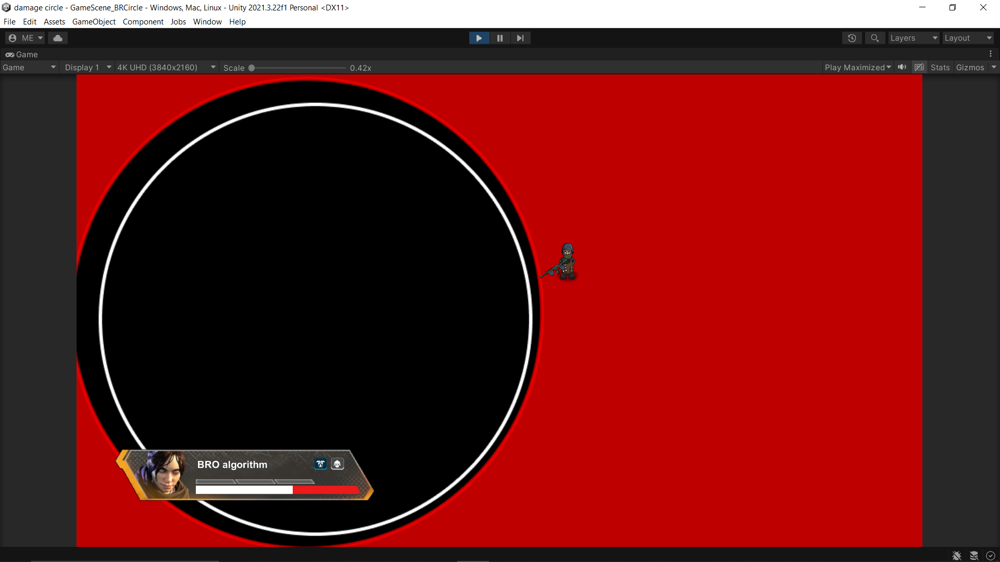 damage circle - GameScene_BRCircle - Windows, Mac, Linux - Unity 2021.3.22f1 Personal <DX11>
File Edit Assets GameObject Component Jobs Window Help
ME Layers Layout
Game
Game Display 1 4K UHD (3840x2160) Scale 0.42x Play Maximized Stats Gizmos
BRO algorithm